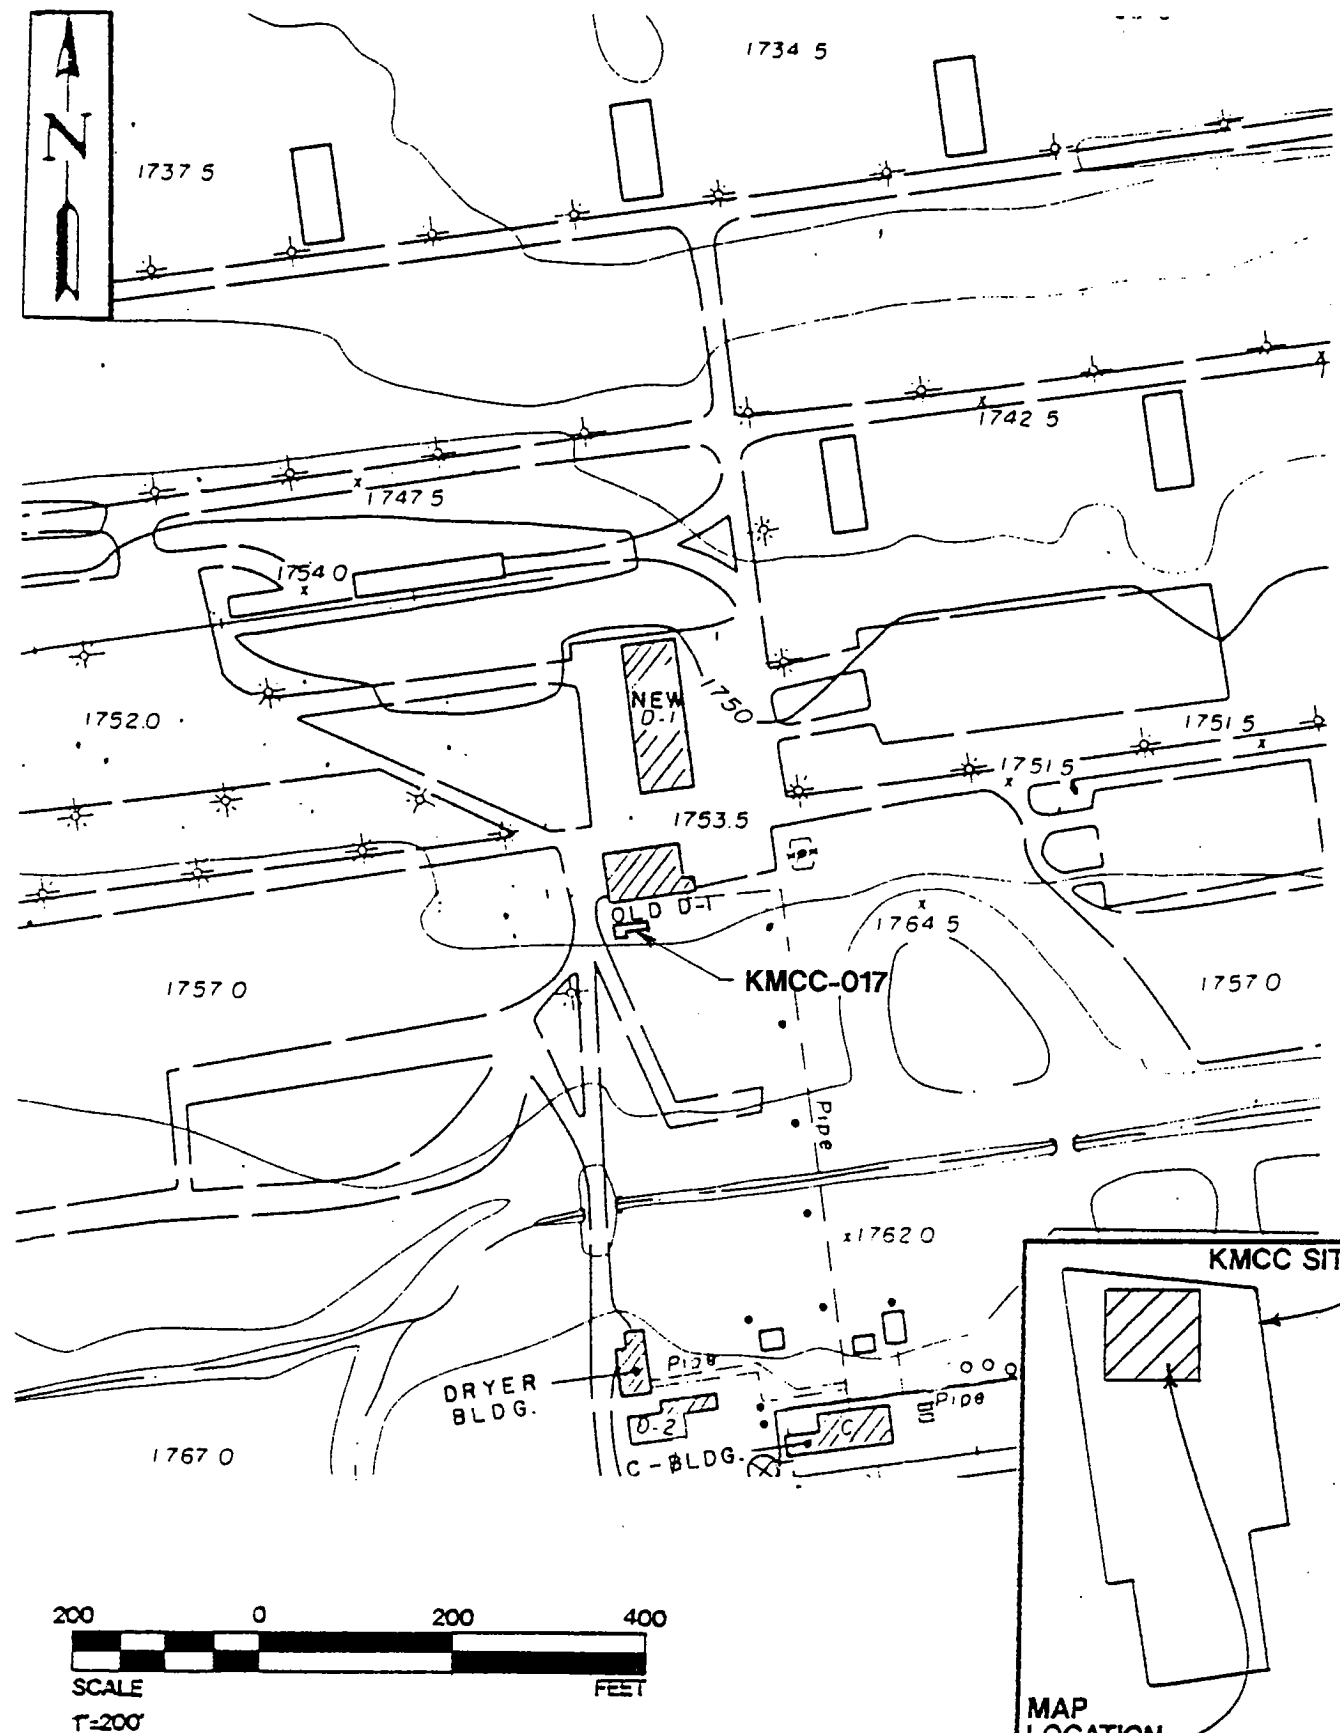 N
1734 5
1737 5
1742 5
1747 5
1754 0
NEW
D-1
1750
1752.0
1751.5
1751.5
1753.5
OLD D-1
1764 5
KMCC-017
1757 0
1757 0
Pipe
x1762 0
KMCC SIT
Pipe
DRYER
BLDG.
Pipe
D-2
C
1767 0
C-BLDG.
200 0 200 400
SCALE FEET
1"=200'
MAP
LOCATION